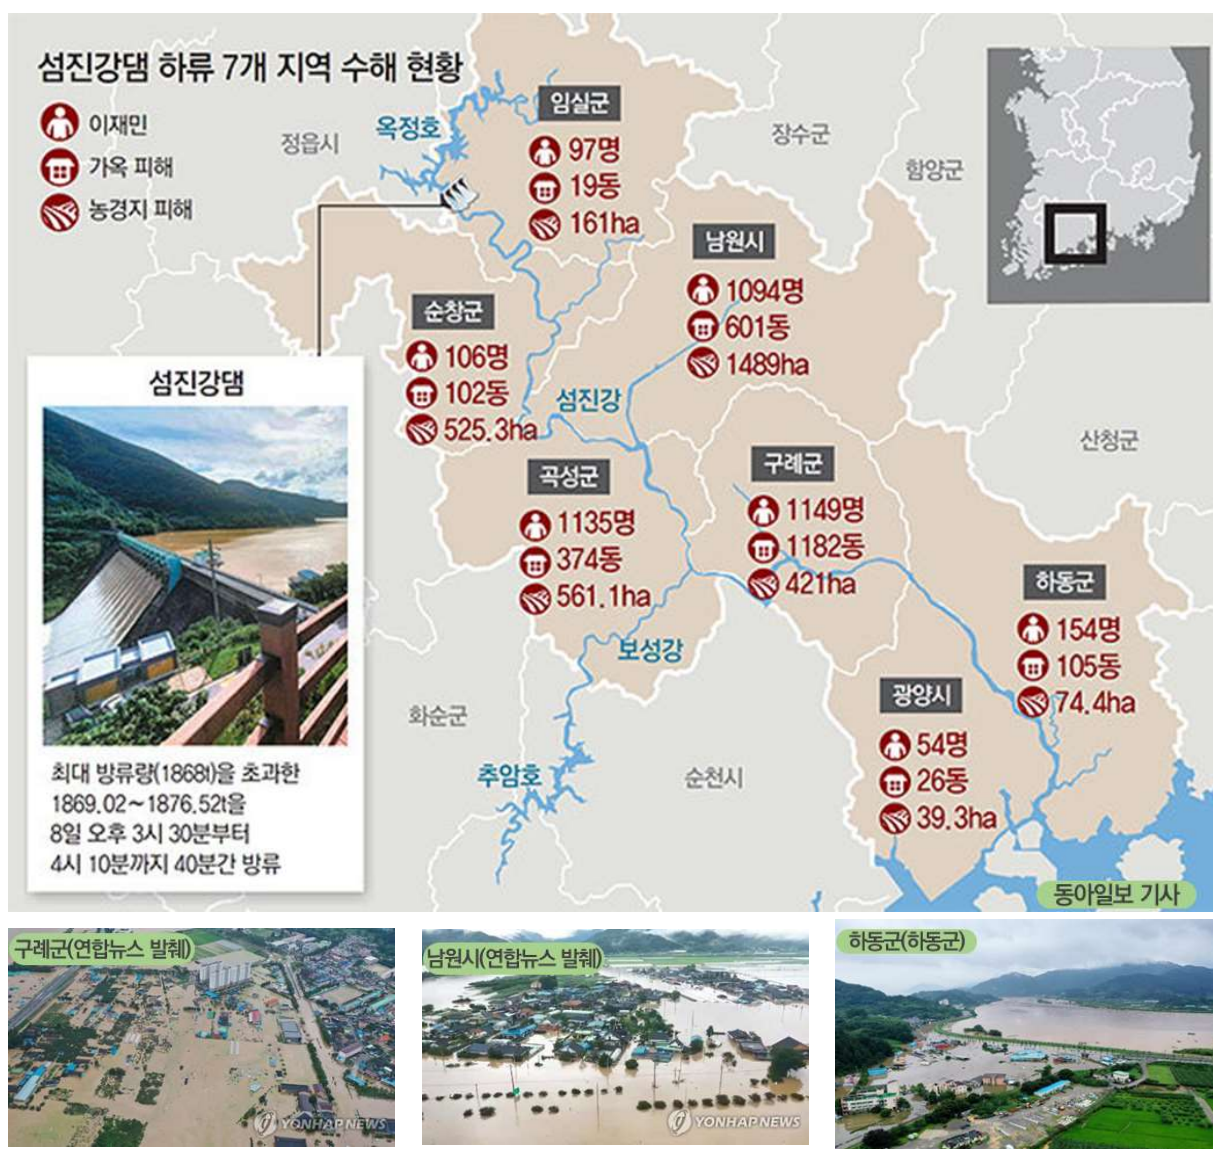 섬진강댐 하류 7개 지역 수해 현황
이재민
가옥 피해
농경지 피해
정읍시
옥정호
임실군
97명
19동
161ha
장수군
함양군
남원시
1094명
601동
1489ha
순창군
106명
102동
525.3ha
섬진강
산청군
곡성군
1135명
374동
561.1ha
구례군
1149명
1182동
421ha
하동군
154명
105동
74.4ha
보성강
광양시
54명
26동
39.3ha
화순군
추암호
순천시
섬진강댐
최대 방류량(1868t)을 초과한
1869.02~1876.52t을
8일 오후 3시 30분부터
4시 10분까지 40분간 방류
동아일보 기사
구례군(연합뉴스 발췌)
YONHAP NEWS
남원시(연합뉴스 발췌)
YONHAP NEWS
하동군(하동군)